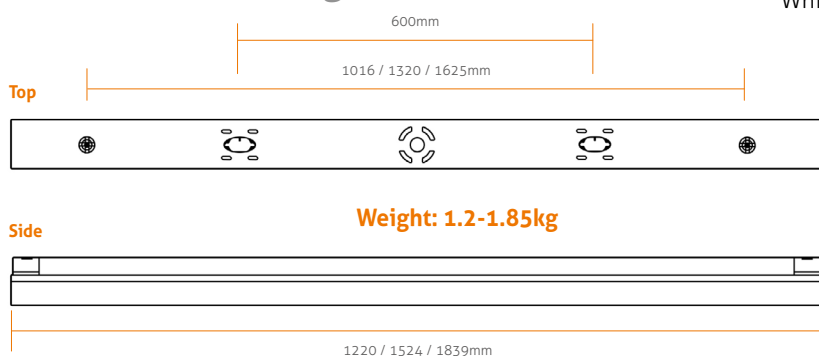 600mm
1016 / 1320 / 1625mm
Top
Weight: 1.2-1.85kg
Side
1220 / 1524 / 1839mm